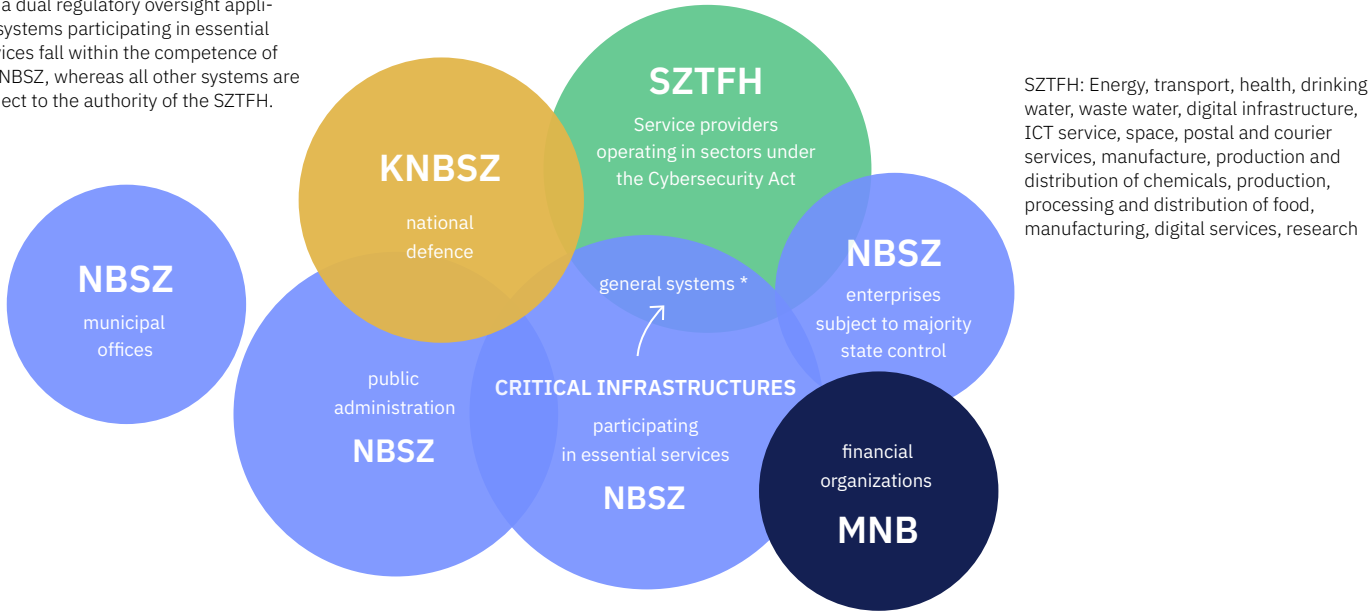 a dual regulatory oversight appli-
systems participating in essential
vices fall within the competence of
NBSZ, whereas all other systems are
ject to the authority of the SZTFH.
SZTFH
Service providers
operating in sectors under
the Cybersecurity Act
SZTFH: Energy, transport, health, drinking
water, waste water, digital infrastructure,
ICT service, space, postal and courier
services, manufacture, production and
distribution of chemicals, production,
processing and distribution of food,
manufacturing, digital services, research
KNBSZ
national
defence
NBSZ
municipal
offices
NBSZ
enterprises
subject to majority
state control
general systems *
public
administration
NBSZ
CRITICAL INFRASTRUCTURES
participating
in essential services
NBSZ
financial
organizations
MNB